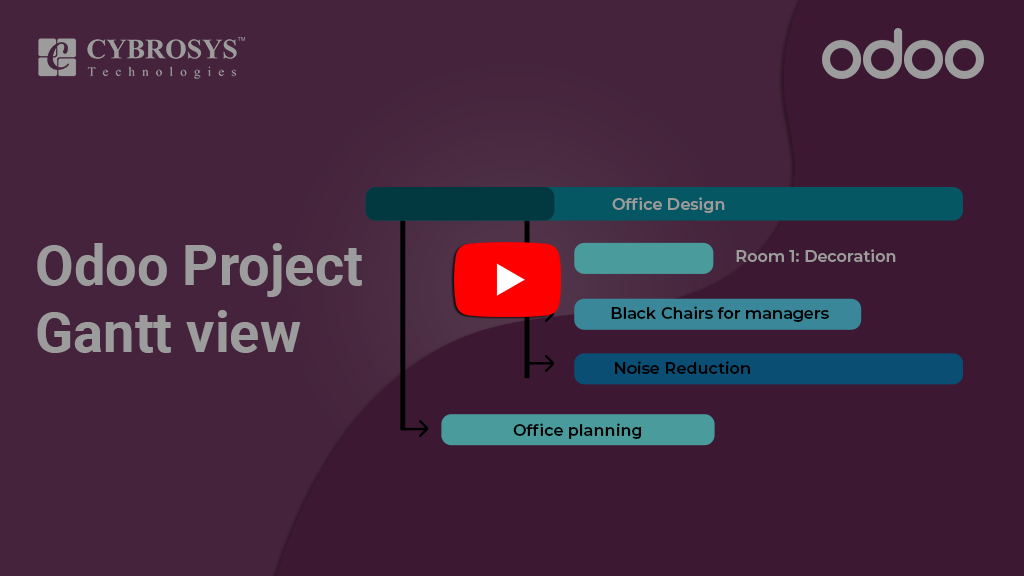 CYBROSYS™
Technologies
odoo
Odoo Project
Gantt view
Office Design
Room 1: Decoration
Black Chairs for managers
Noise Reduction
Office planning